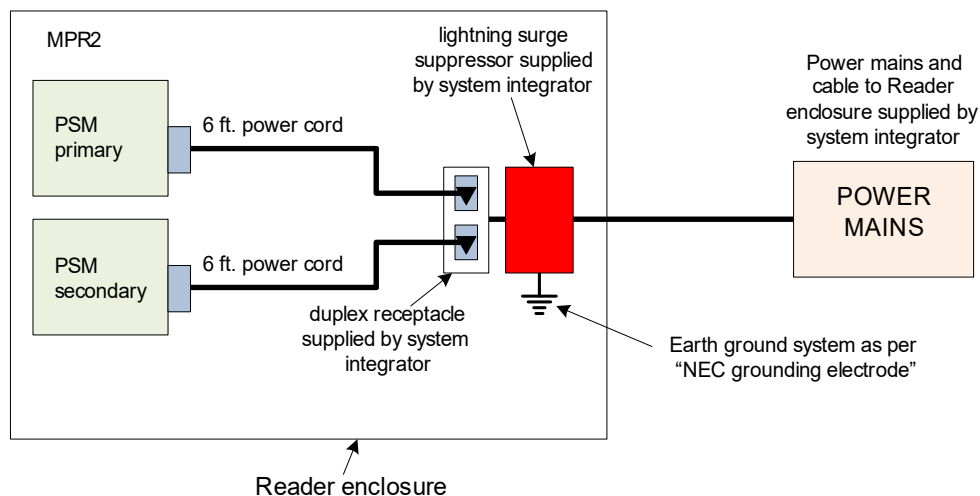 MPR2
lightning surge
suppressor supplied
by system integrator
Power mains and
cable to Reader
enclosure supplied by
system integrator
PSM
primary
6 ft. power cord
POWER
MAINS
PSM
secondary
6 ft. power cord
duplex receptacle
supplied by system
integrator
Earth ground system as per
“NEC grounding electrode”
Reader enclosure